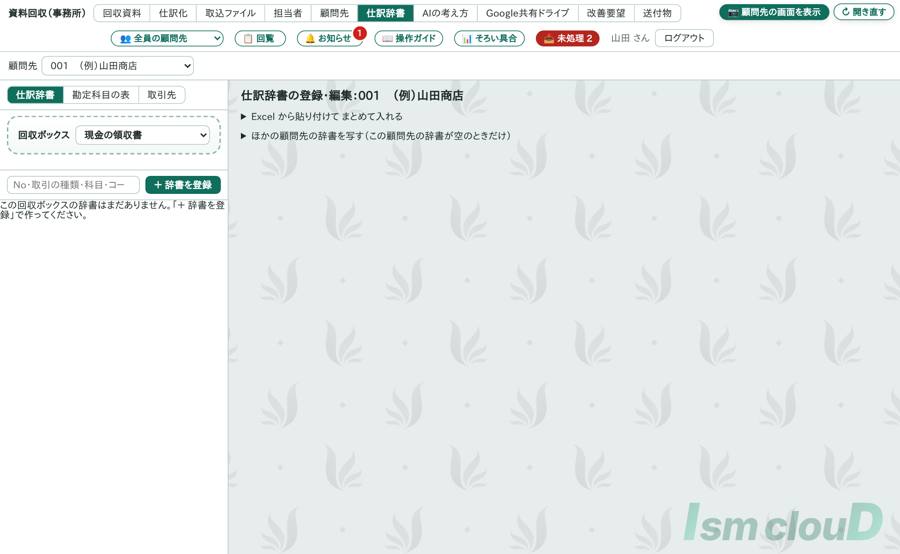 資料回収(事務所) 回収資料 仕訳化 取込ファイル 担当者 顧問先 仕訳辞書 AIの考え方 Google共有ドライブ 改善要望 送付物 顧問先の画面を表示 開き直す
全員の顧問先 回覧 お知らせ 1 操作ガイド そろい具合 未処理 2 山田 さん ログアウト
顧問先 001 (例)山田商店
仕訳辞書 勘定科目の表 取引先
仕訳辞書の登録・編集:001 (例)山田商店
▶ Excel から貼り付けて まとめて入れる
▶ ほかの顧問先の辞書を写す(この顧問先の辞書が空のときだけ)
回収ボックス 現金の領収書
No・取引の種類・科目・コー +辞書を登録
この回収ボックスの辞書はまだありません。「+ 辞書を登
録」で作ってください。
Ism clouD